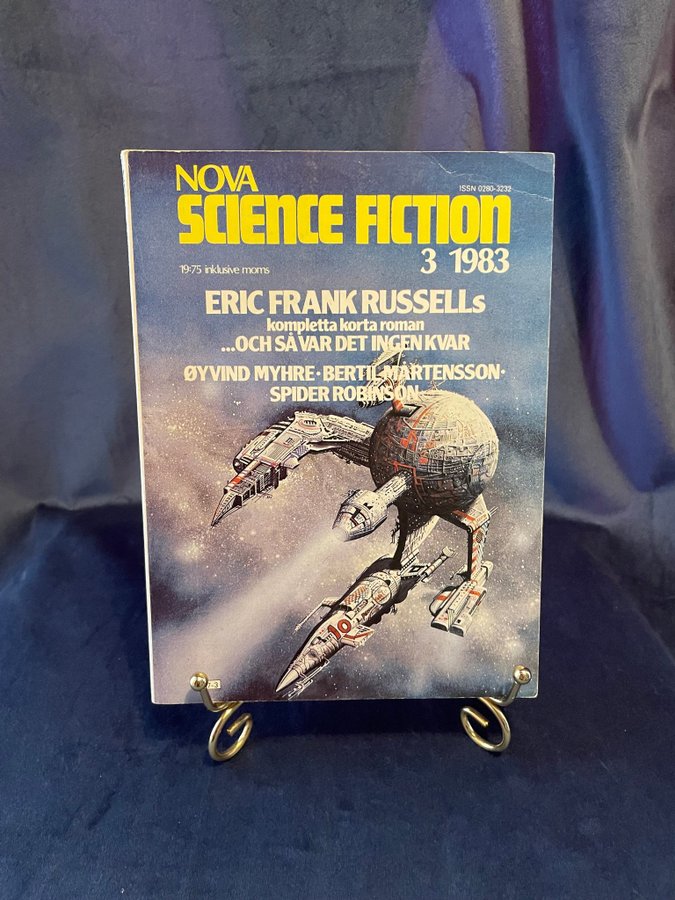 NOVA
SCIENCE FICTION
ISSN 0280-3232
3 1983
19:75 inklusive moms
ERIC FRANK RUSSELLs
kompletta korta roman
...OCH SÅ VAR DET INGEN KVAR
ØYVIND MYHRE · BERTIL MÅRTENSSON ·
SPIDER ROBINSON
10